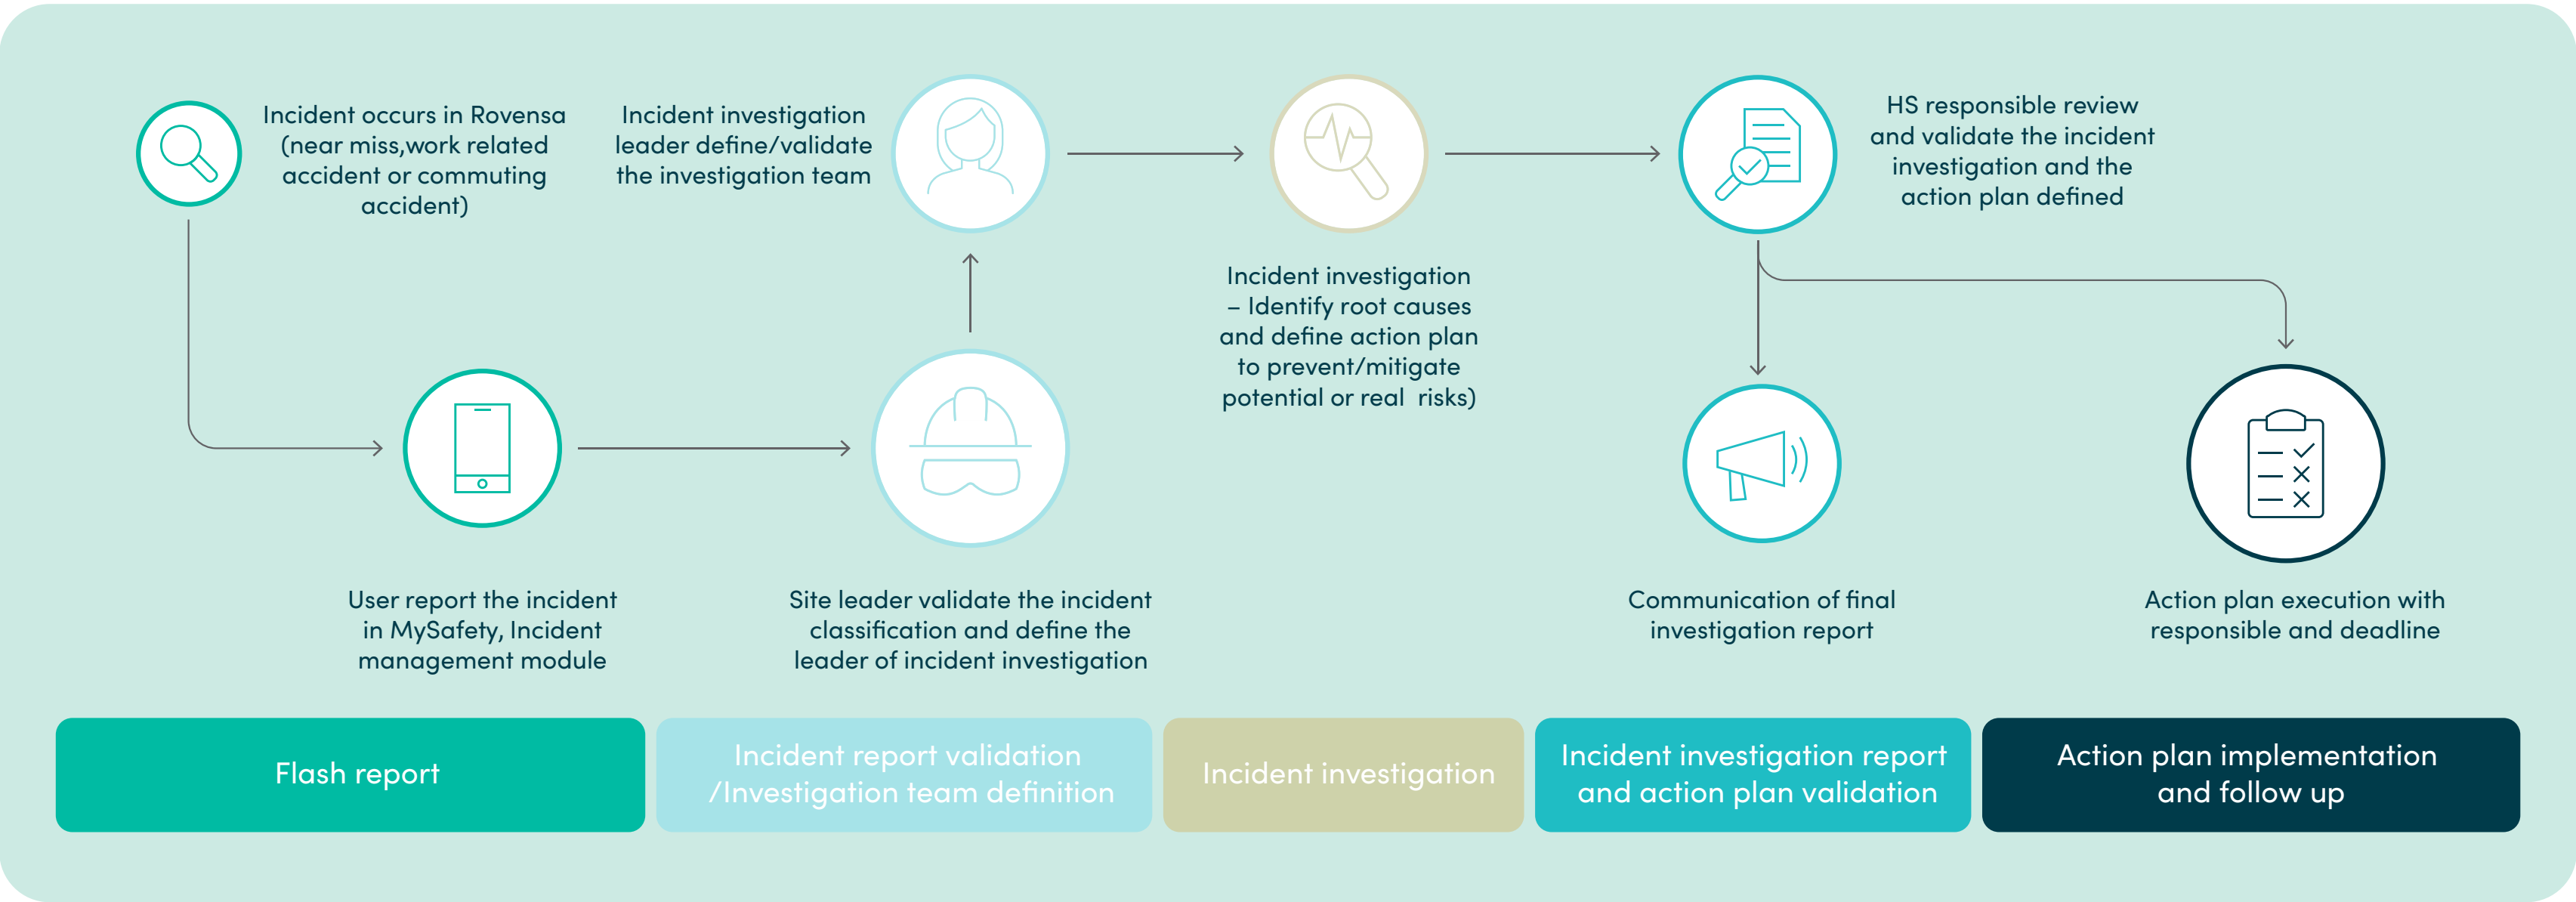 Incident occurs in Rovensa
(near miss,work related
accident or commuting
accident)
Incident investigation
leader define/validate
the investigation team
HS responsible review
and validate the incident
investigation and the
action plan defined
Incident investigation
– Identify root causes
and define action plan
to prevent/mitigate
potential or real  risks)
User report the incident
in MySafety, Incident
management module
Site leader validate the incident
classification and define the
leader of incident investigation
Communication of final
investigation report
Action plan execution with
responsible and deadline
Flash report
Incident report validation
/Investigation team definition
Incident investigation
Incident investigation report
and action plan validation
Action plan implementation
and follow up